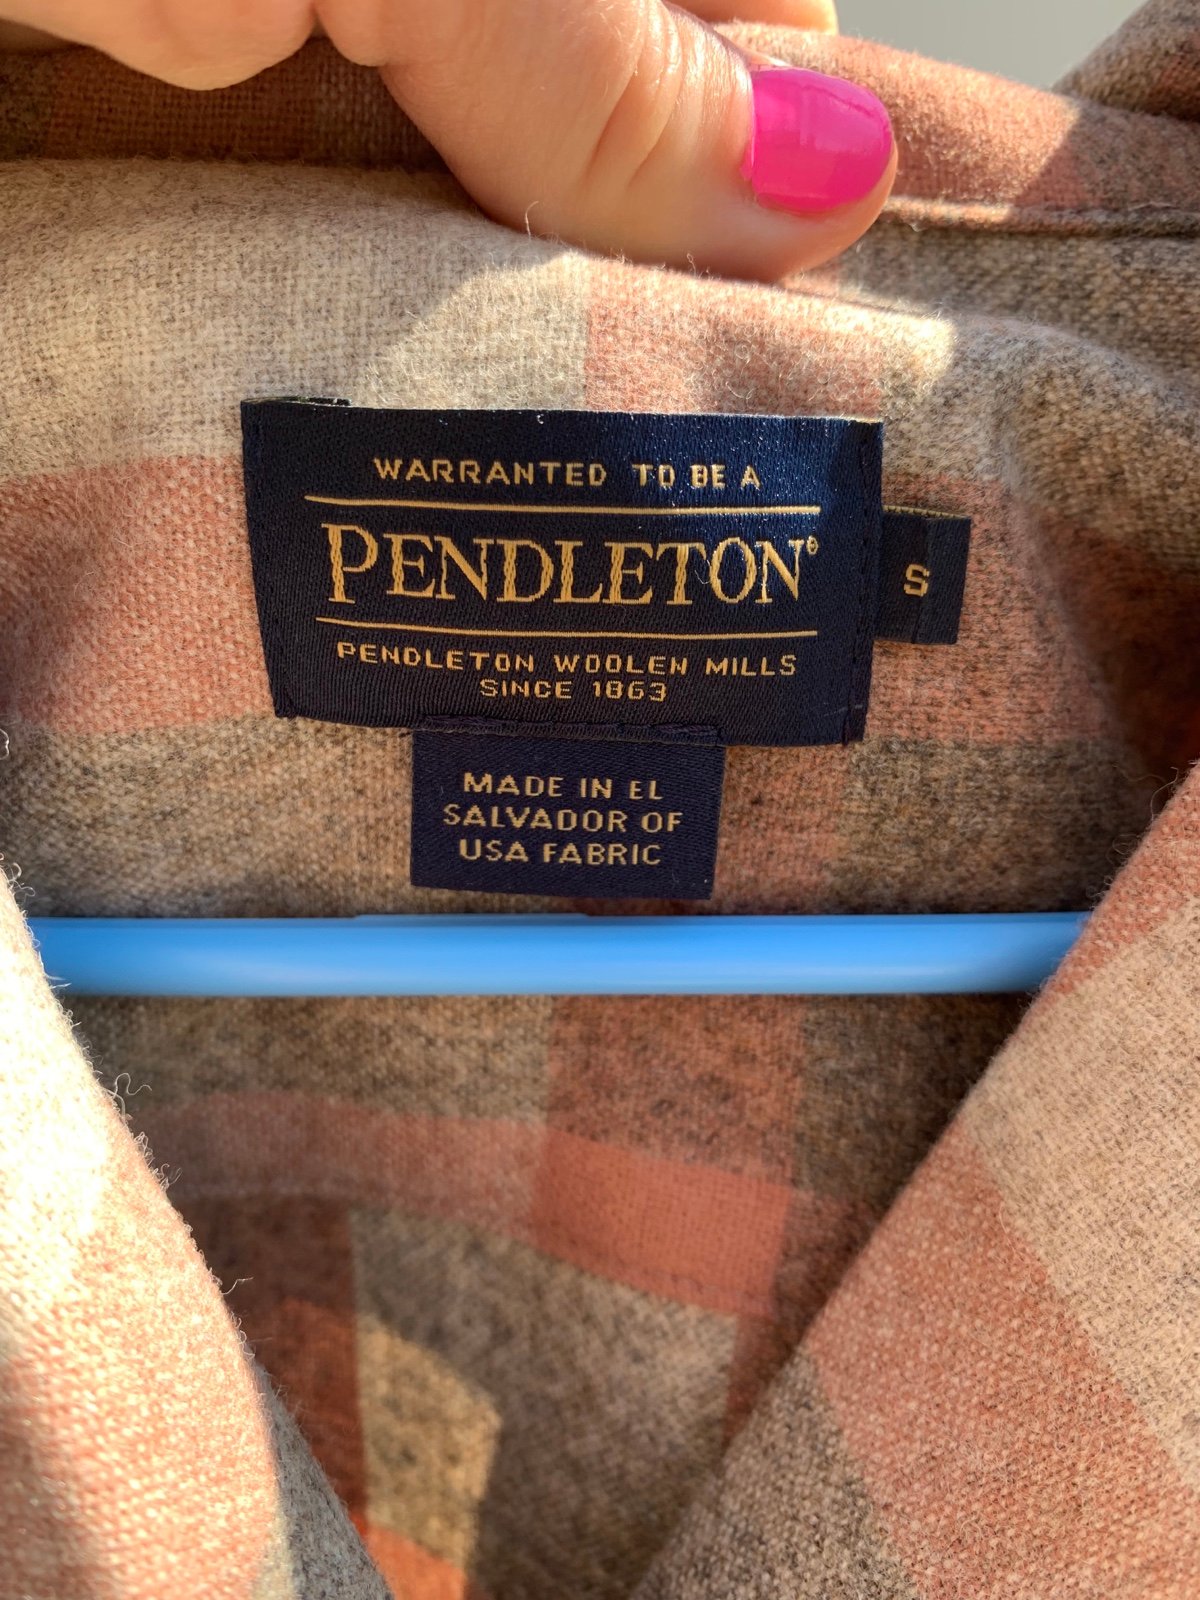 WARRANTED TO BE A
PENDLETON®
S
PENDLETON WOOLEN MILLS
SINCE 1863
MADE IN EL
SALVADOR OF
USA FABRIC